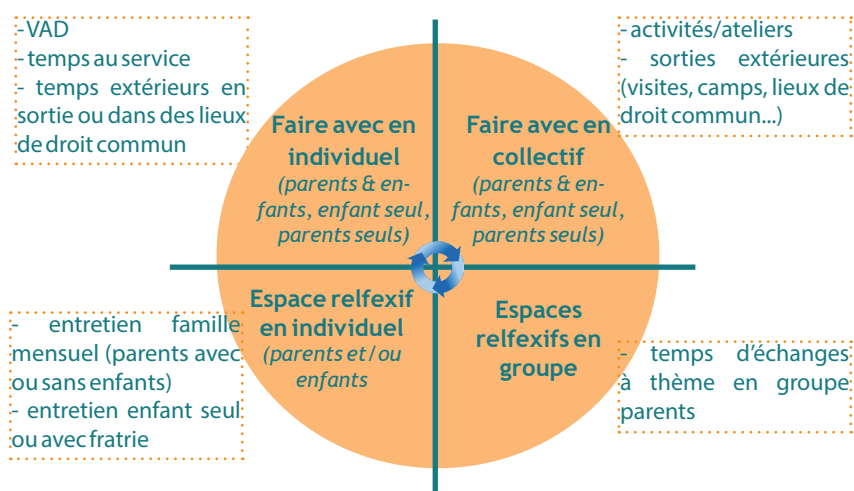 - VAD
- temps au service
- temps extérieurs en
sortie ou dans des lieux
de droit commun
- activités/ateliers
- sorties extérieures
(visites, camps, lieux de
droit commun...)
Faire avec en
individuel
(parents & en-
fants, enfant seul,
parents seuls)
Faire avec en
collectif
(parents & en-
fants, enfant seul,
parents seuls)
Espace relfexif
en individuel
(parents et/ou
enfants
Espaces
relfexifs en
groupe
- entretien famille
mensuel (parents avec
ou sans enfants)
- entretien enfant seul
ou avec fratrie
- temps d’échanges
à thème en groupe
parents